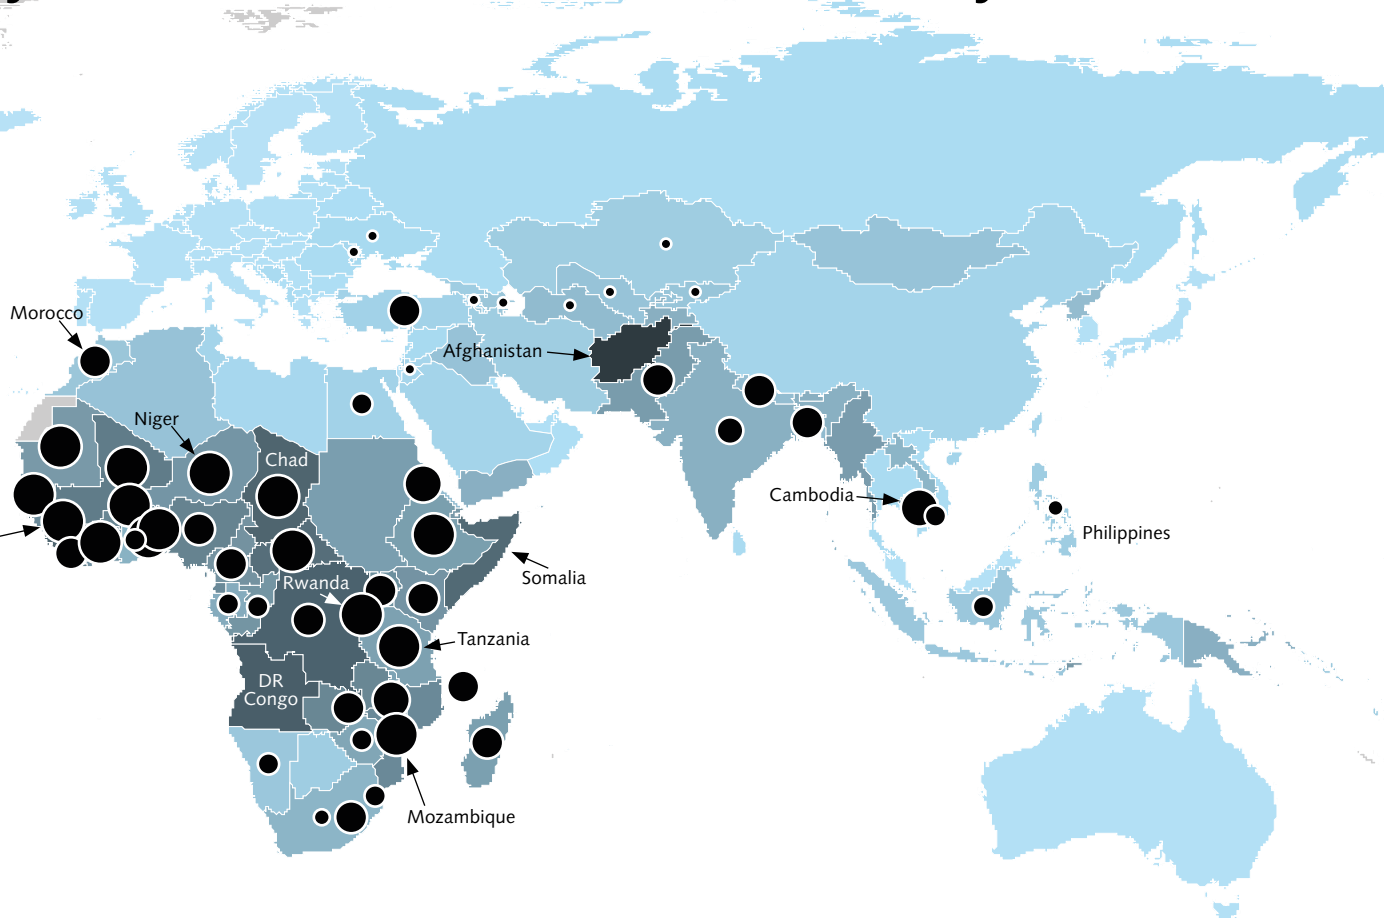 Morocco
Afghanistan
Niger
Chad
Cambodia
Philippines
Somalia
Rwanda
Tanzania
DR
Congo
Mozambique